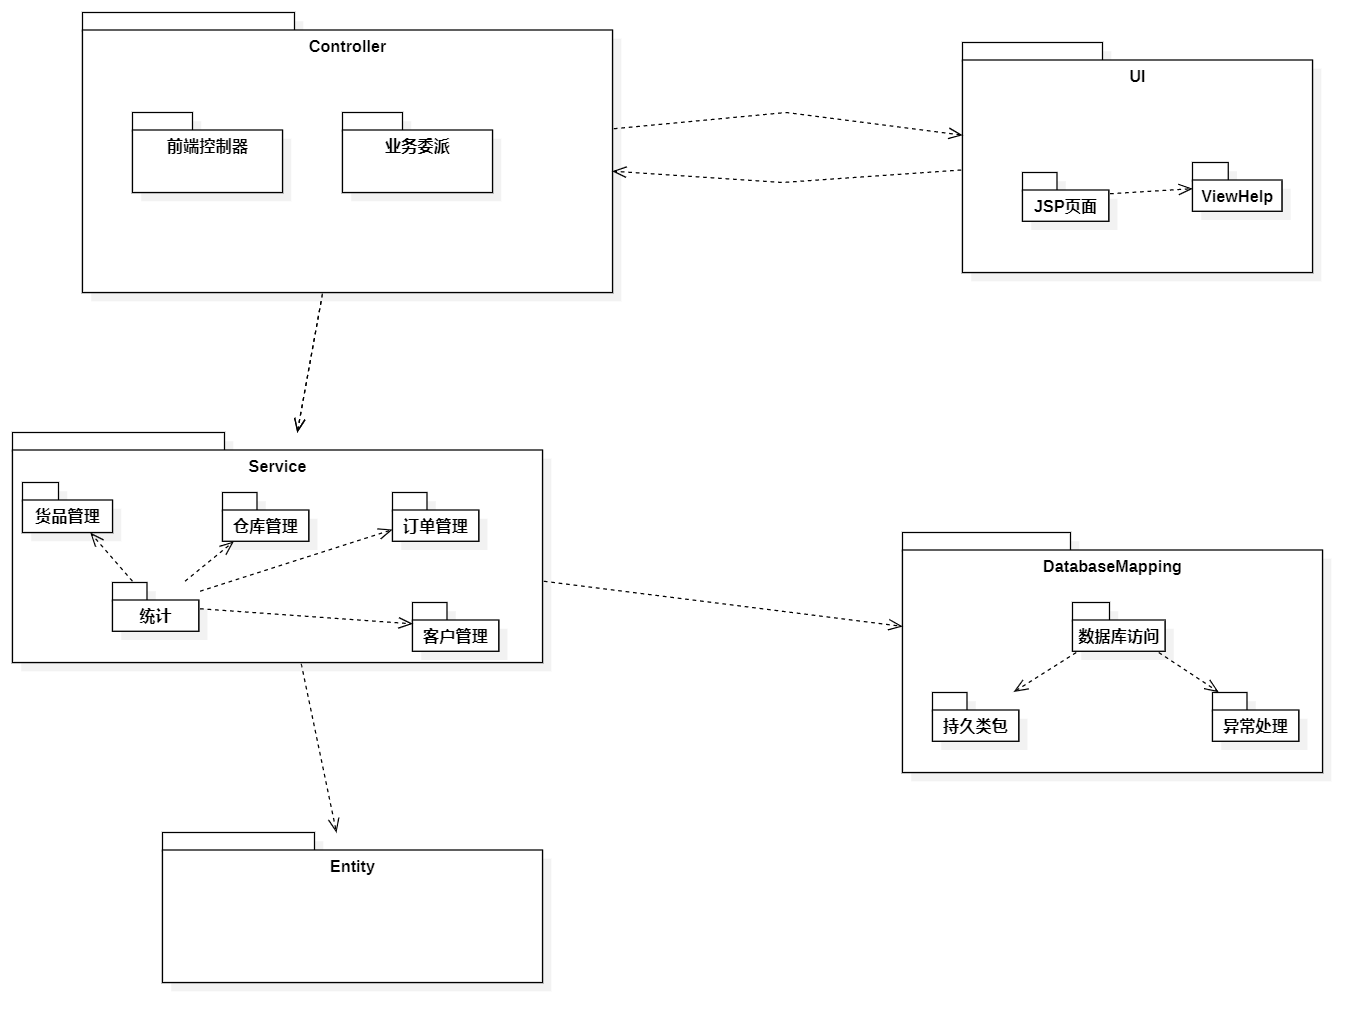 Controller
前端控制器
业务委派
UI
JSP页面
ViewHelp
Service
货品管理
仓库管理
订单管理
统计
客户管理
DatabaseMapping
数据库访问
持久类包
异常处理
Entity